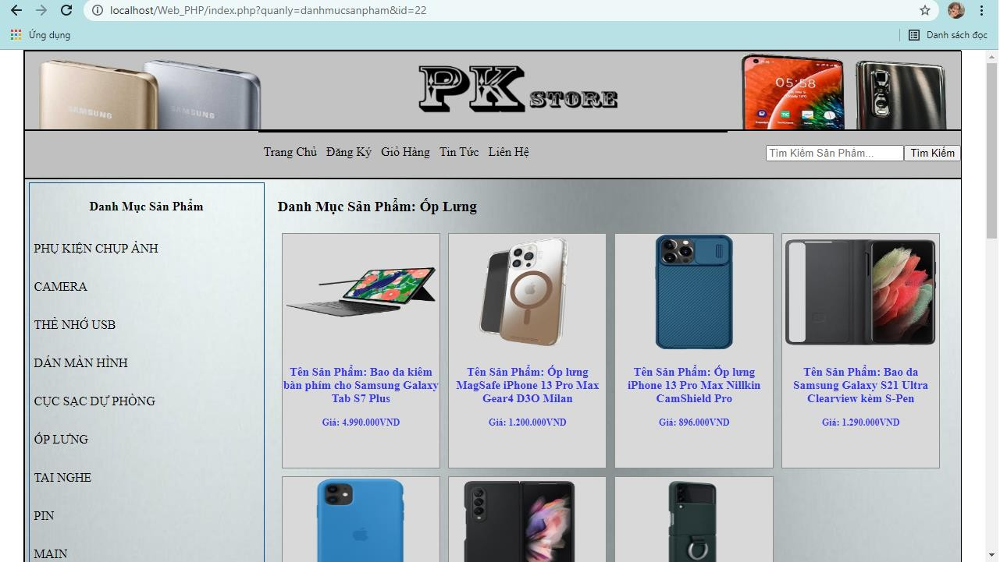 localhost/Web_PHP/index.php?quanly=danhmucsanpham&id=22
Ứng dụng
Danh sách đọc
SAMSUNG
SAMSUNG
PK STORE
05:58
Trang Chủ Đăng Ký Giỏ Hàng Tin Tức Liên Hệ
Tìm Kiếm Sản Phẩm...
Tìm Kiếm
Danh Mục Sản Phẩm
PHỤ KIỆN CHỤP ẢNH
CAMERA
THẺ NHỚ USB
DÁN MÀN HÌNH
CỤC SẠC DỰ PHÒNG
ỐP LƯNG
TAI NGHE
PIN
MAIN
Danh Mục Sản Phẩm: Ốp Lưng
Tên Sản Phẩm: Bao da kiêm
bàn phím cho Samsung Galaxy
Tab S7 Plus
Giá: 4.990.000VND
Tên Sản Phẩm: Ốp lưng
MagSafe iPhone 13 Pro Max
Gear4 D3O Milan
Giá: 1.200.000VND
Tên Sản Phẩm: Ốp lưng
iPhone 13 Pro Max Nillkin
CamShield Pro
Giá: 896.000VND
Tên Sản Phẩm: Bao da
Samsung Galaxy S21 Ultra
Clearview kèm S-Pen
Giá: 1.290.000VND